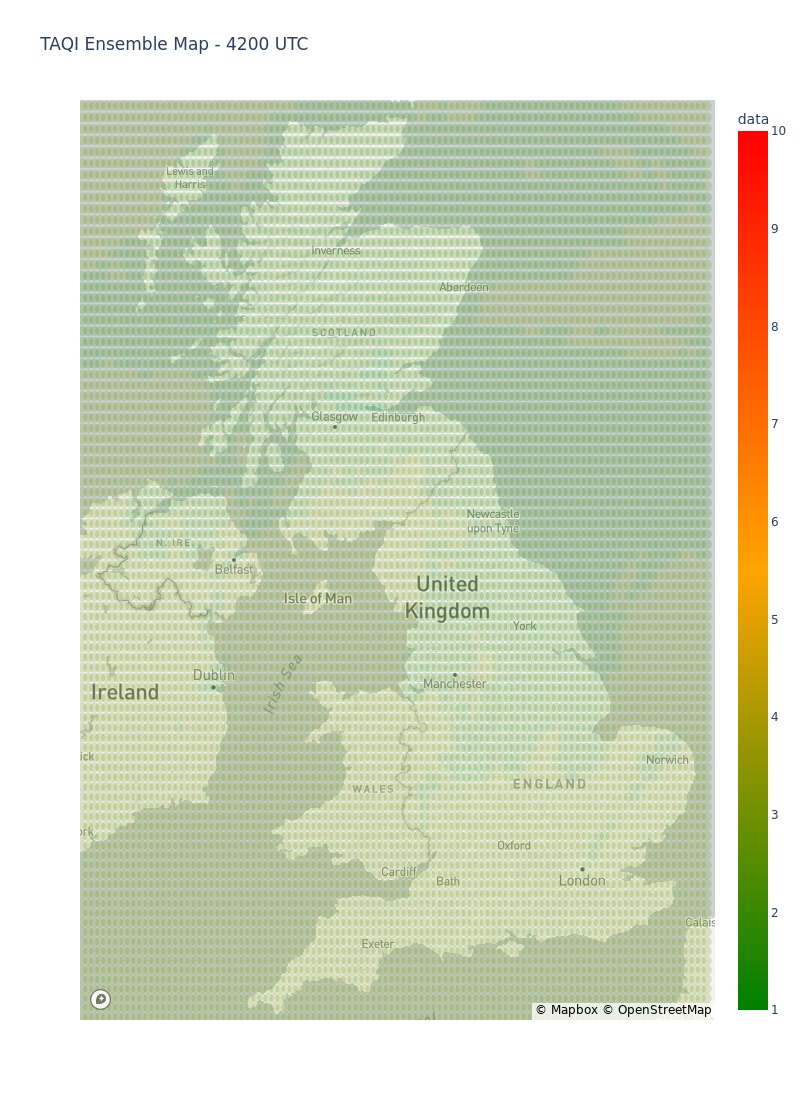 TAQI Ensemble Map - 4200 UTC
data
10
9
8
7
6
5
4
3
2
1
Lewis and
Harris
Inverness
Aberdeen
SCOTLAND
Glasgow
Edinburgh
Newcastle
upon Tyne
N. IRE.
Belfast
Isle of Man
United
Kingdom
York
Dublin
Manchester
Ireland
Irish Sea
ick
Norwich
WALES
ENGLAND
ork
Oxford
Cardiff
Bath
London
Calais
Exeter
© Mapbox © OpenStreetMap